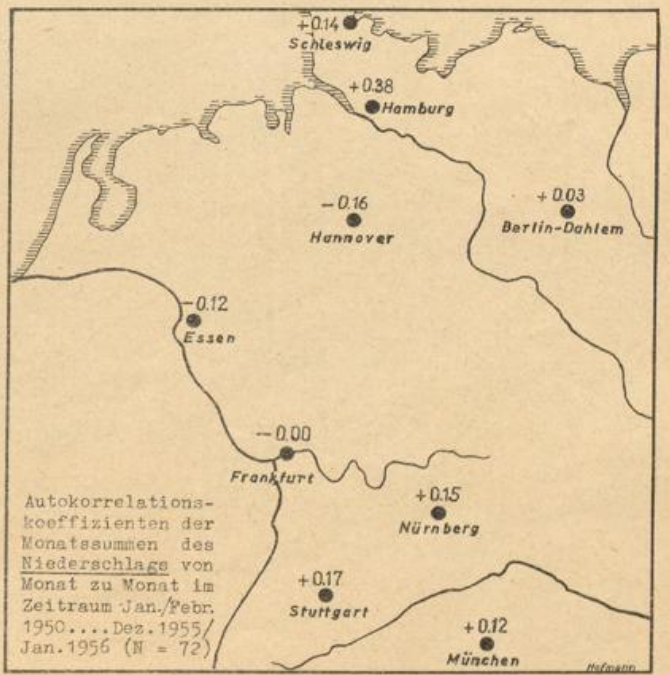 +0.14
Schleswig
+0.38
Hamburg
-0.16
Hannover
+0.03
Berlin-Dahlem
-0.12
Essen
-0.00
Frankfurt
+0.15
Nürnberg
+0.17
Stuttgart
+0.12
München
Autokorrelations-
koeffizienten der
Monatssummen des
Niederschlags von
Monat zu Monat im
Zeitraum Jan./Febr.
1950....Dez.1955/
Jan.1956 (N = 72)
Hofmann